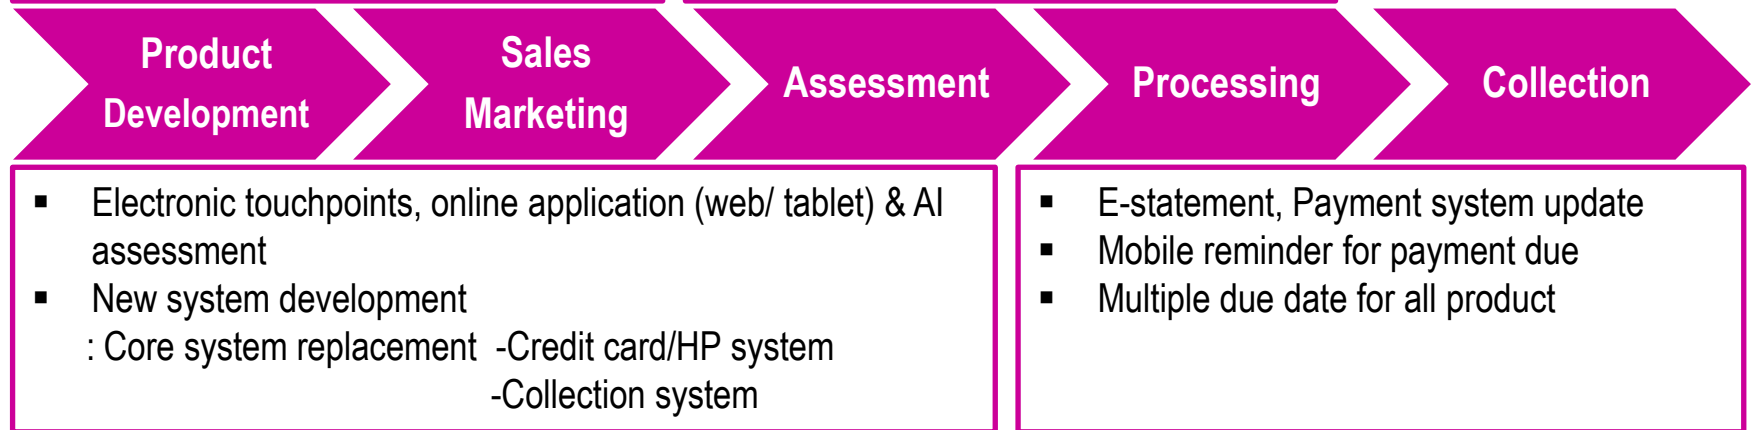 Product
Development
Sales
Marketing
Assessment
Processing
Collection
▪ Electronic touchpoints, online application (web/ tablet) & AI
assessment
▪ New system development
: Core system replacement -Credit card/HP system
-Collection system
▪ E-statement, Payment system update
▪ Mobile reminder for payment due
▪ Multiple due date for all product